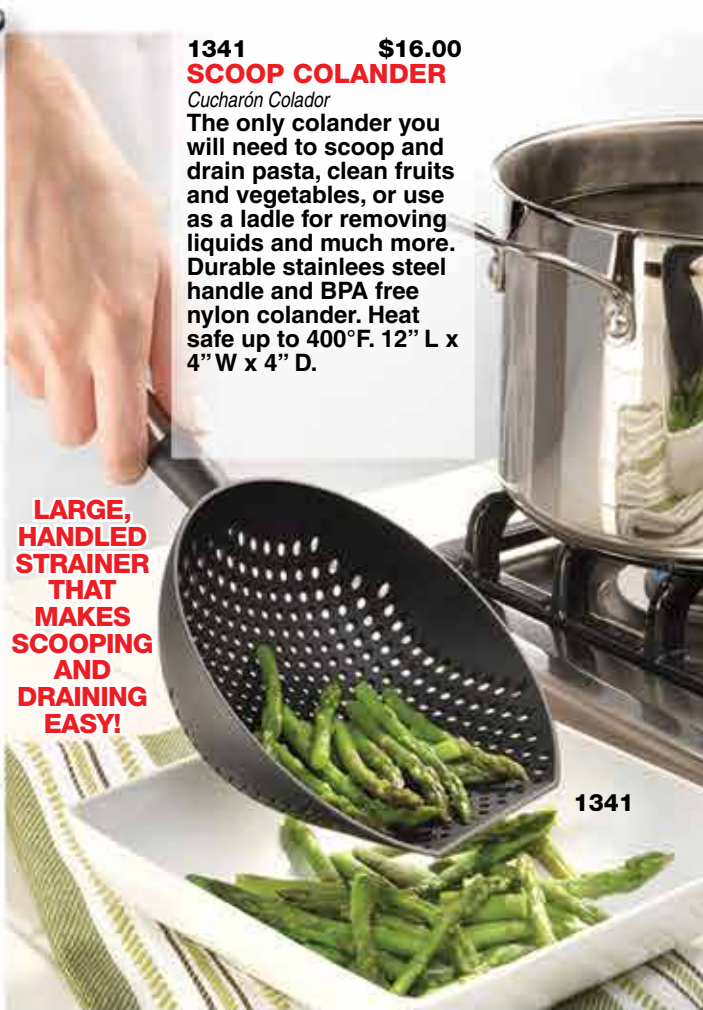 1341 $16.00
SCOOP COLANDER
Cucharón Colador
The only colander you
will need to scoop and
drain pasta, clean fruits
and vegetables, or use
as a ladle for removing
liquids and much more.
Durable stainlees steel
handle and BPA free
nylon colander. Heat
safe up to 400°F. 12” L x
4” W x 4” D.
LARGE,
HANDLED
STRAINER
THAT
MAKES
SCOOPING
AND
DRAINING
EASY!
1341